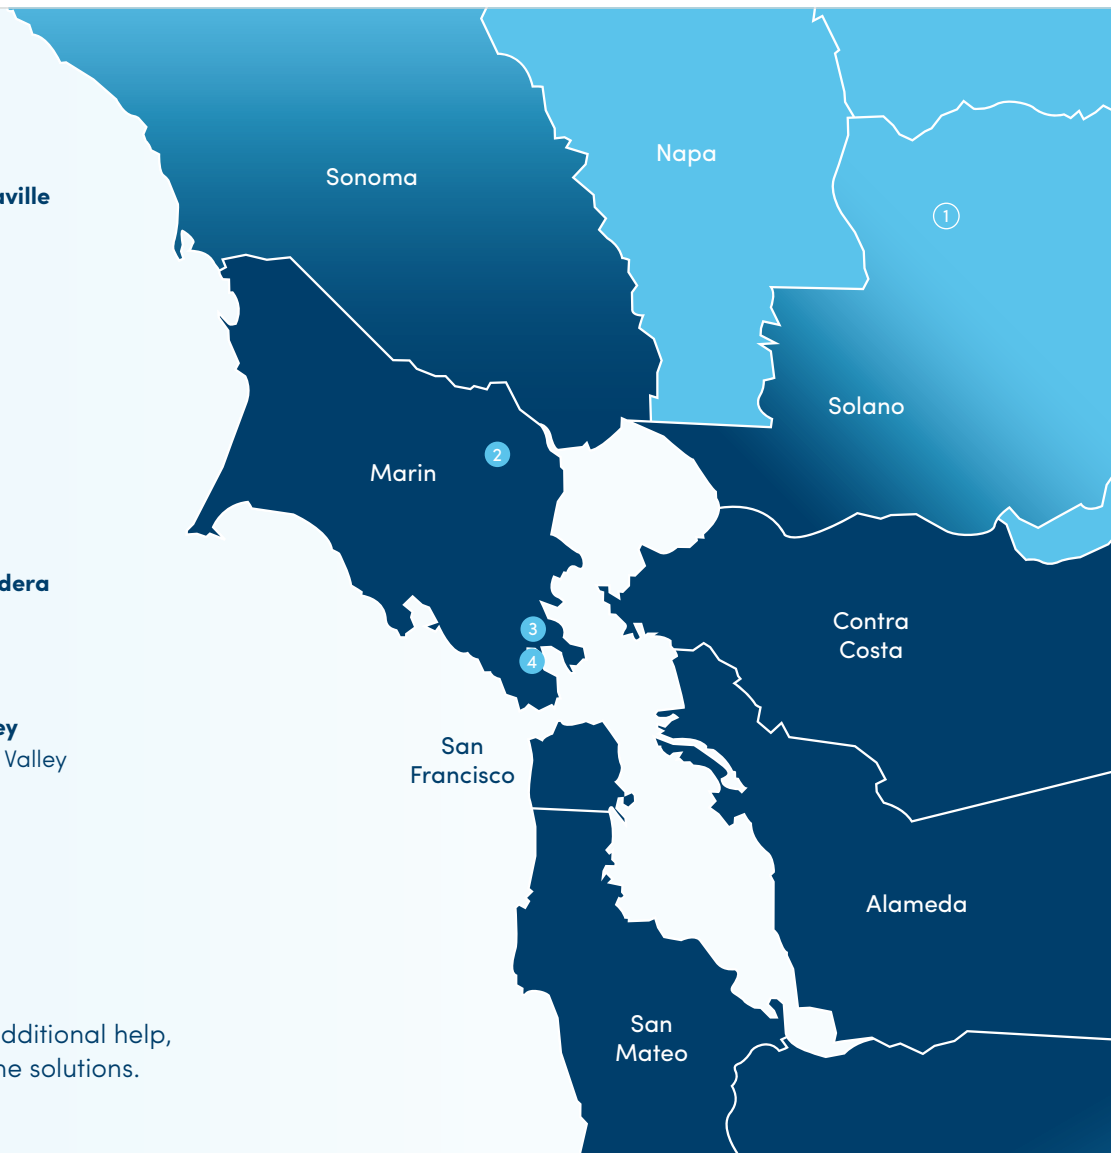 aville
dera
ey
Valley
dditional help,
ne solutions.
Sonoma
Napa
1
Solano
Marin
2
3
4
Contra
Costa
San
Francisco
Alameda
San
Mateo